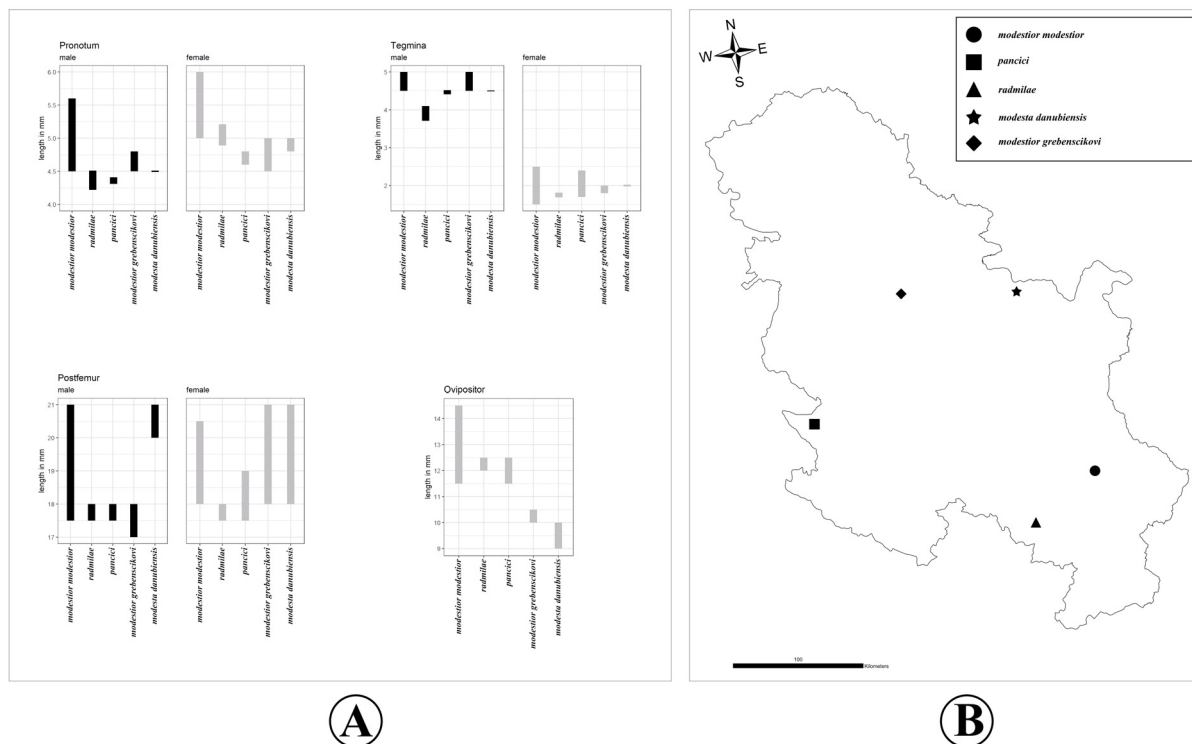 Pronotum
male
female
length in mm
6.0
5.5
5.0
4.5
4.0
modestior modestior
radmilae
pancici
modestior grebenscikovi
modesta danubiensis
modestior modestior
radmilae
pancici
modestior grebenscikovi
modesta danubiensis
Tegmina
male
female
length in mm
5
4
3
2
modestior modestior
radmilae
pancici
modestior grebenscikovi
modesta danubiensis
modestior modestior
radmilae
pancici
modestior grebenscikovi
modesta danubiensis
Postfemur
male
female
length in mm
21
20
19
18
17
modestior modestior
radmilae
pancici
modestior grebenscikovi
modesta danubiensis
modestior modestior
radmilae
pancici
modestior grebenscikovi
modesta danubiensis
Ovipositor
length in mm
14
13
12
11
10
9
modestior modestior
radmilae
pancici
modestior grebenscikovi
modesta danubiensis
A
N
W
E
S
modestior modestior
pancici
radmilae
modesta danubiensis
modestior grebenscikovi
100
Kilometers
B